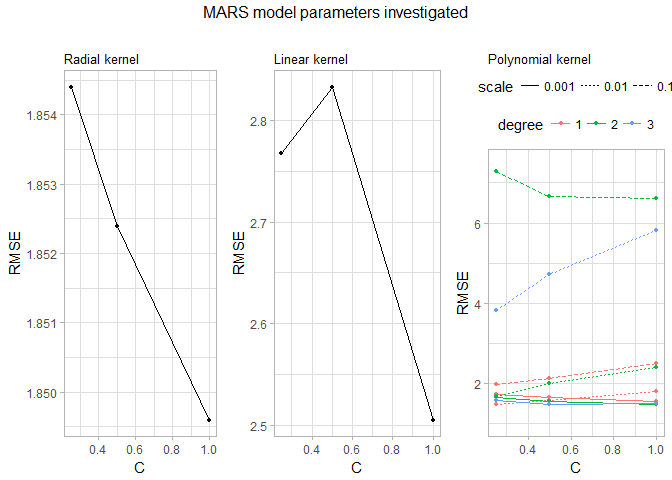 MARS model parameters investigated
Radial kernel
1.854
1.853
1.852
1.851
1.850
RMSE
0.4 0.6 0.8 1.0
C
Linear kernel
2.8
2.7
2.6
2.5
RMSE
0.4 0.6 0.8 1.0
C
Polynomial kernel
scale 0.001 0.01 0.1
degree 1 2 3
6
4
2
RMSE
0.4 0.6 0.8 1.0
C